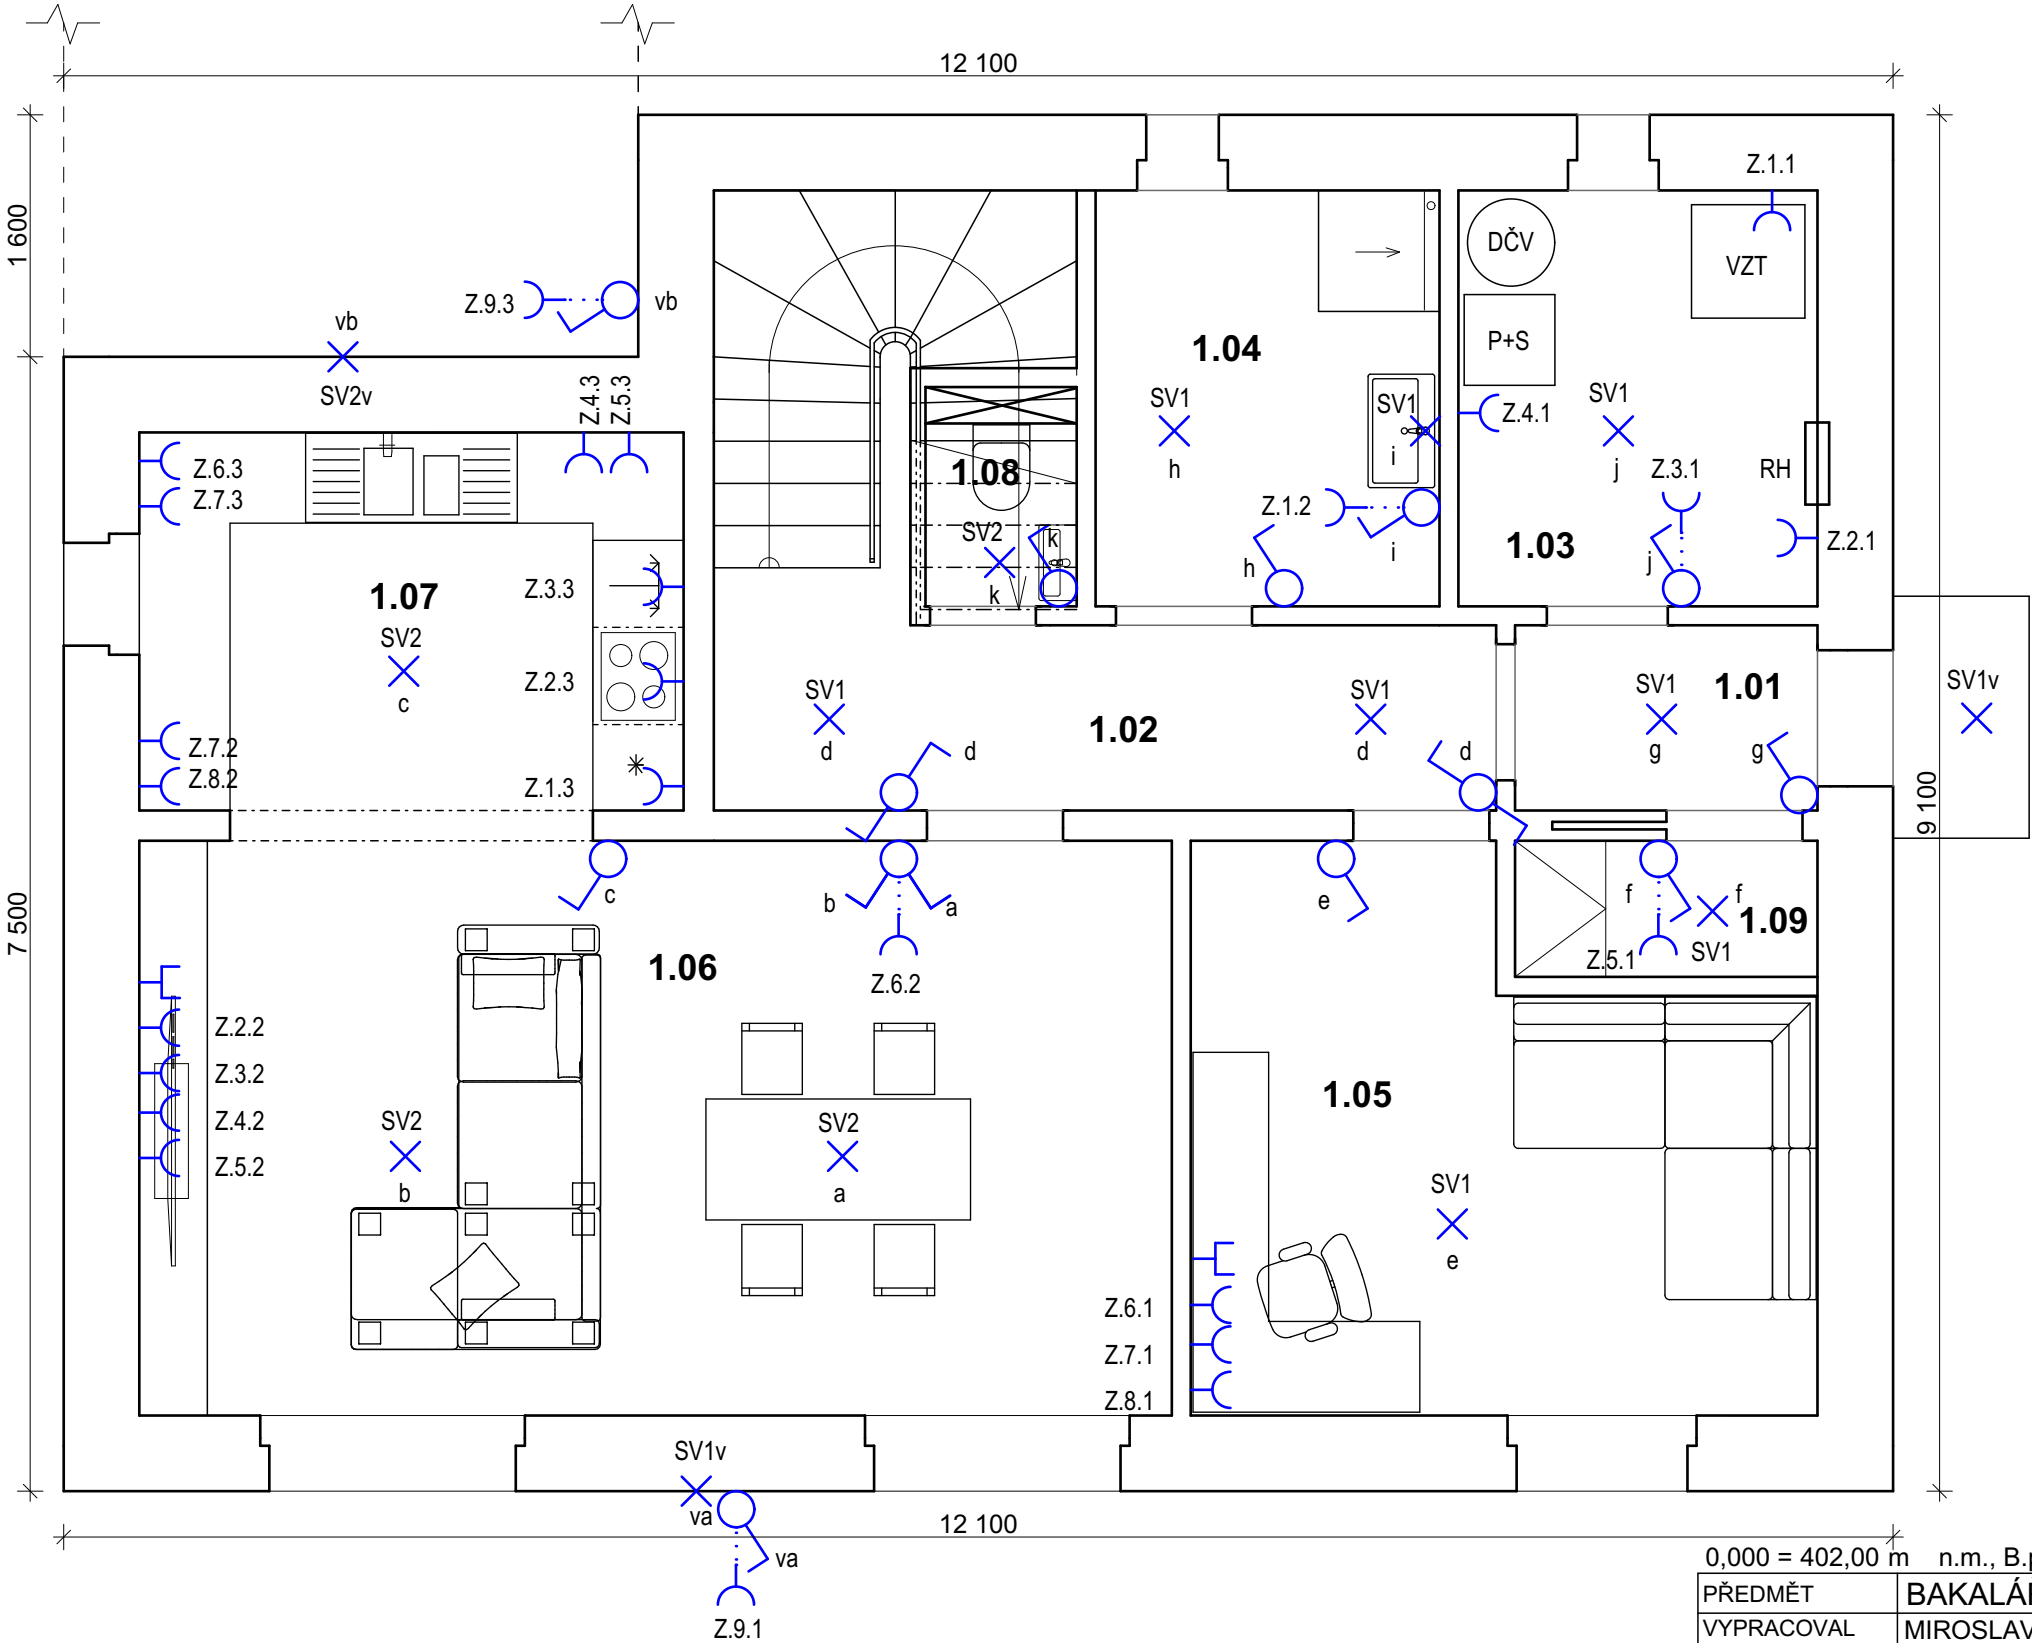 12 100
1 600
Z.1.1
DČV
VZT
Z.9.3
vb
vb
1.04
P+S
SV2v
Z.4.3
Z.5.3
SV1
SV1
SV1
Z.4.1
Z.6.3
1.08
h
i
j
Z.3.1
RH
Z.7.3
Z.1.2
SV2
k
1.03
Z.2.1
i
h
j
1.07
Z.3.3
k
SV2
c
Z.2.3
SV1
SV1
SV1
1.01
SV1v
1.02
d
d
g
d
d
g
Z.7.2
Z.8.2
Z.1.3
9 100
c
b
a
e
f
f
1.09
7 500
1.06
Z.6.2
Z.5.1
SV1
Z.2.2
Z.3.2
1.05
Z.4.2
SV2
SV2
Z.5.2
b
a
SV1
e
Z.6.1
Z.7.1
Z.8.1
SV1v
va
12 100
va
Z.9.1
0,000 = 402,00 m n.m., B.p
PŘEDMĚT BAKALÁŘ
VYPRACOVAL MIROSLAV